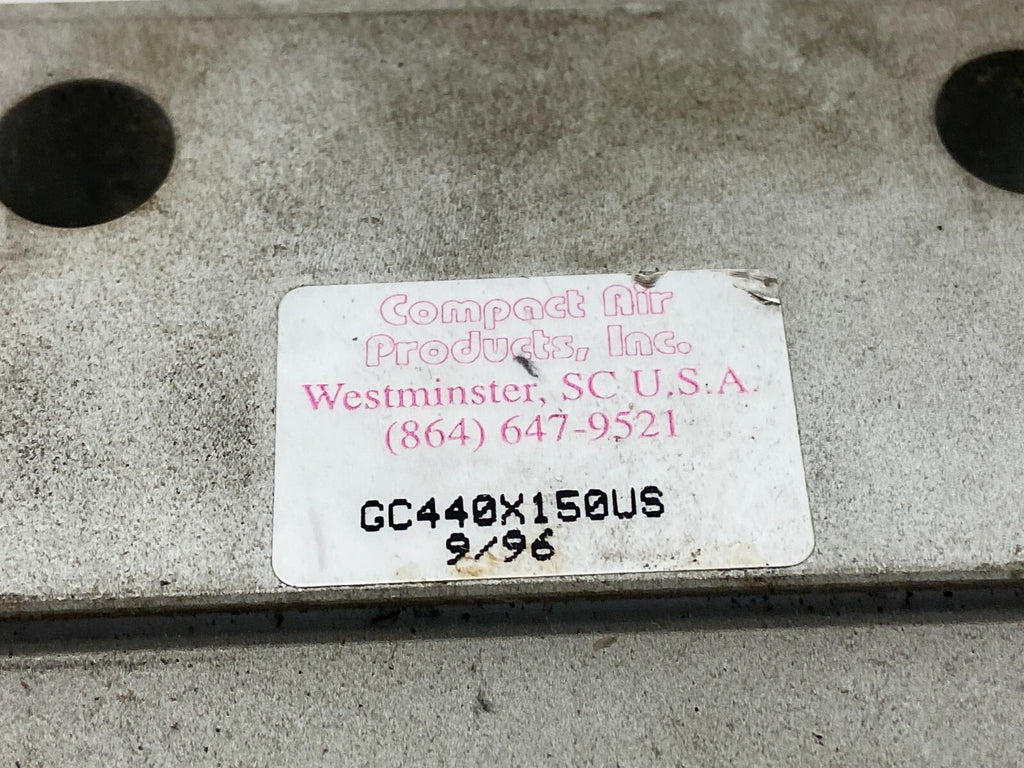 Compact Air
Products, Inc.
Westminster, SC U.S.A.
(864) 647-9521
GC440X150US
9/96